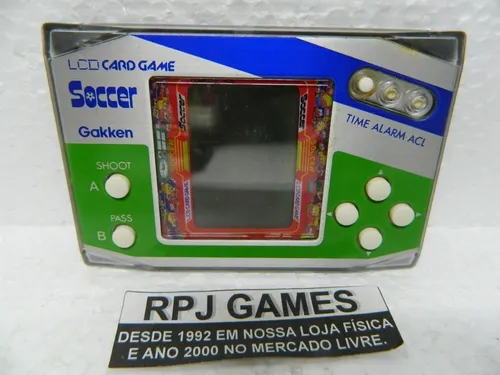 LCD CARD GAME
Soccer
Gakken
SHOOT
A
PASS
B
TIME ALARM ACL
RPJ GAMES
DESDE 1992 EM NOSSA LOJA FÍSICA
E ANO 2000 NO MERCADO LIVRE.